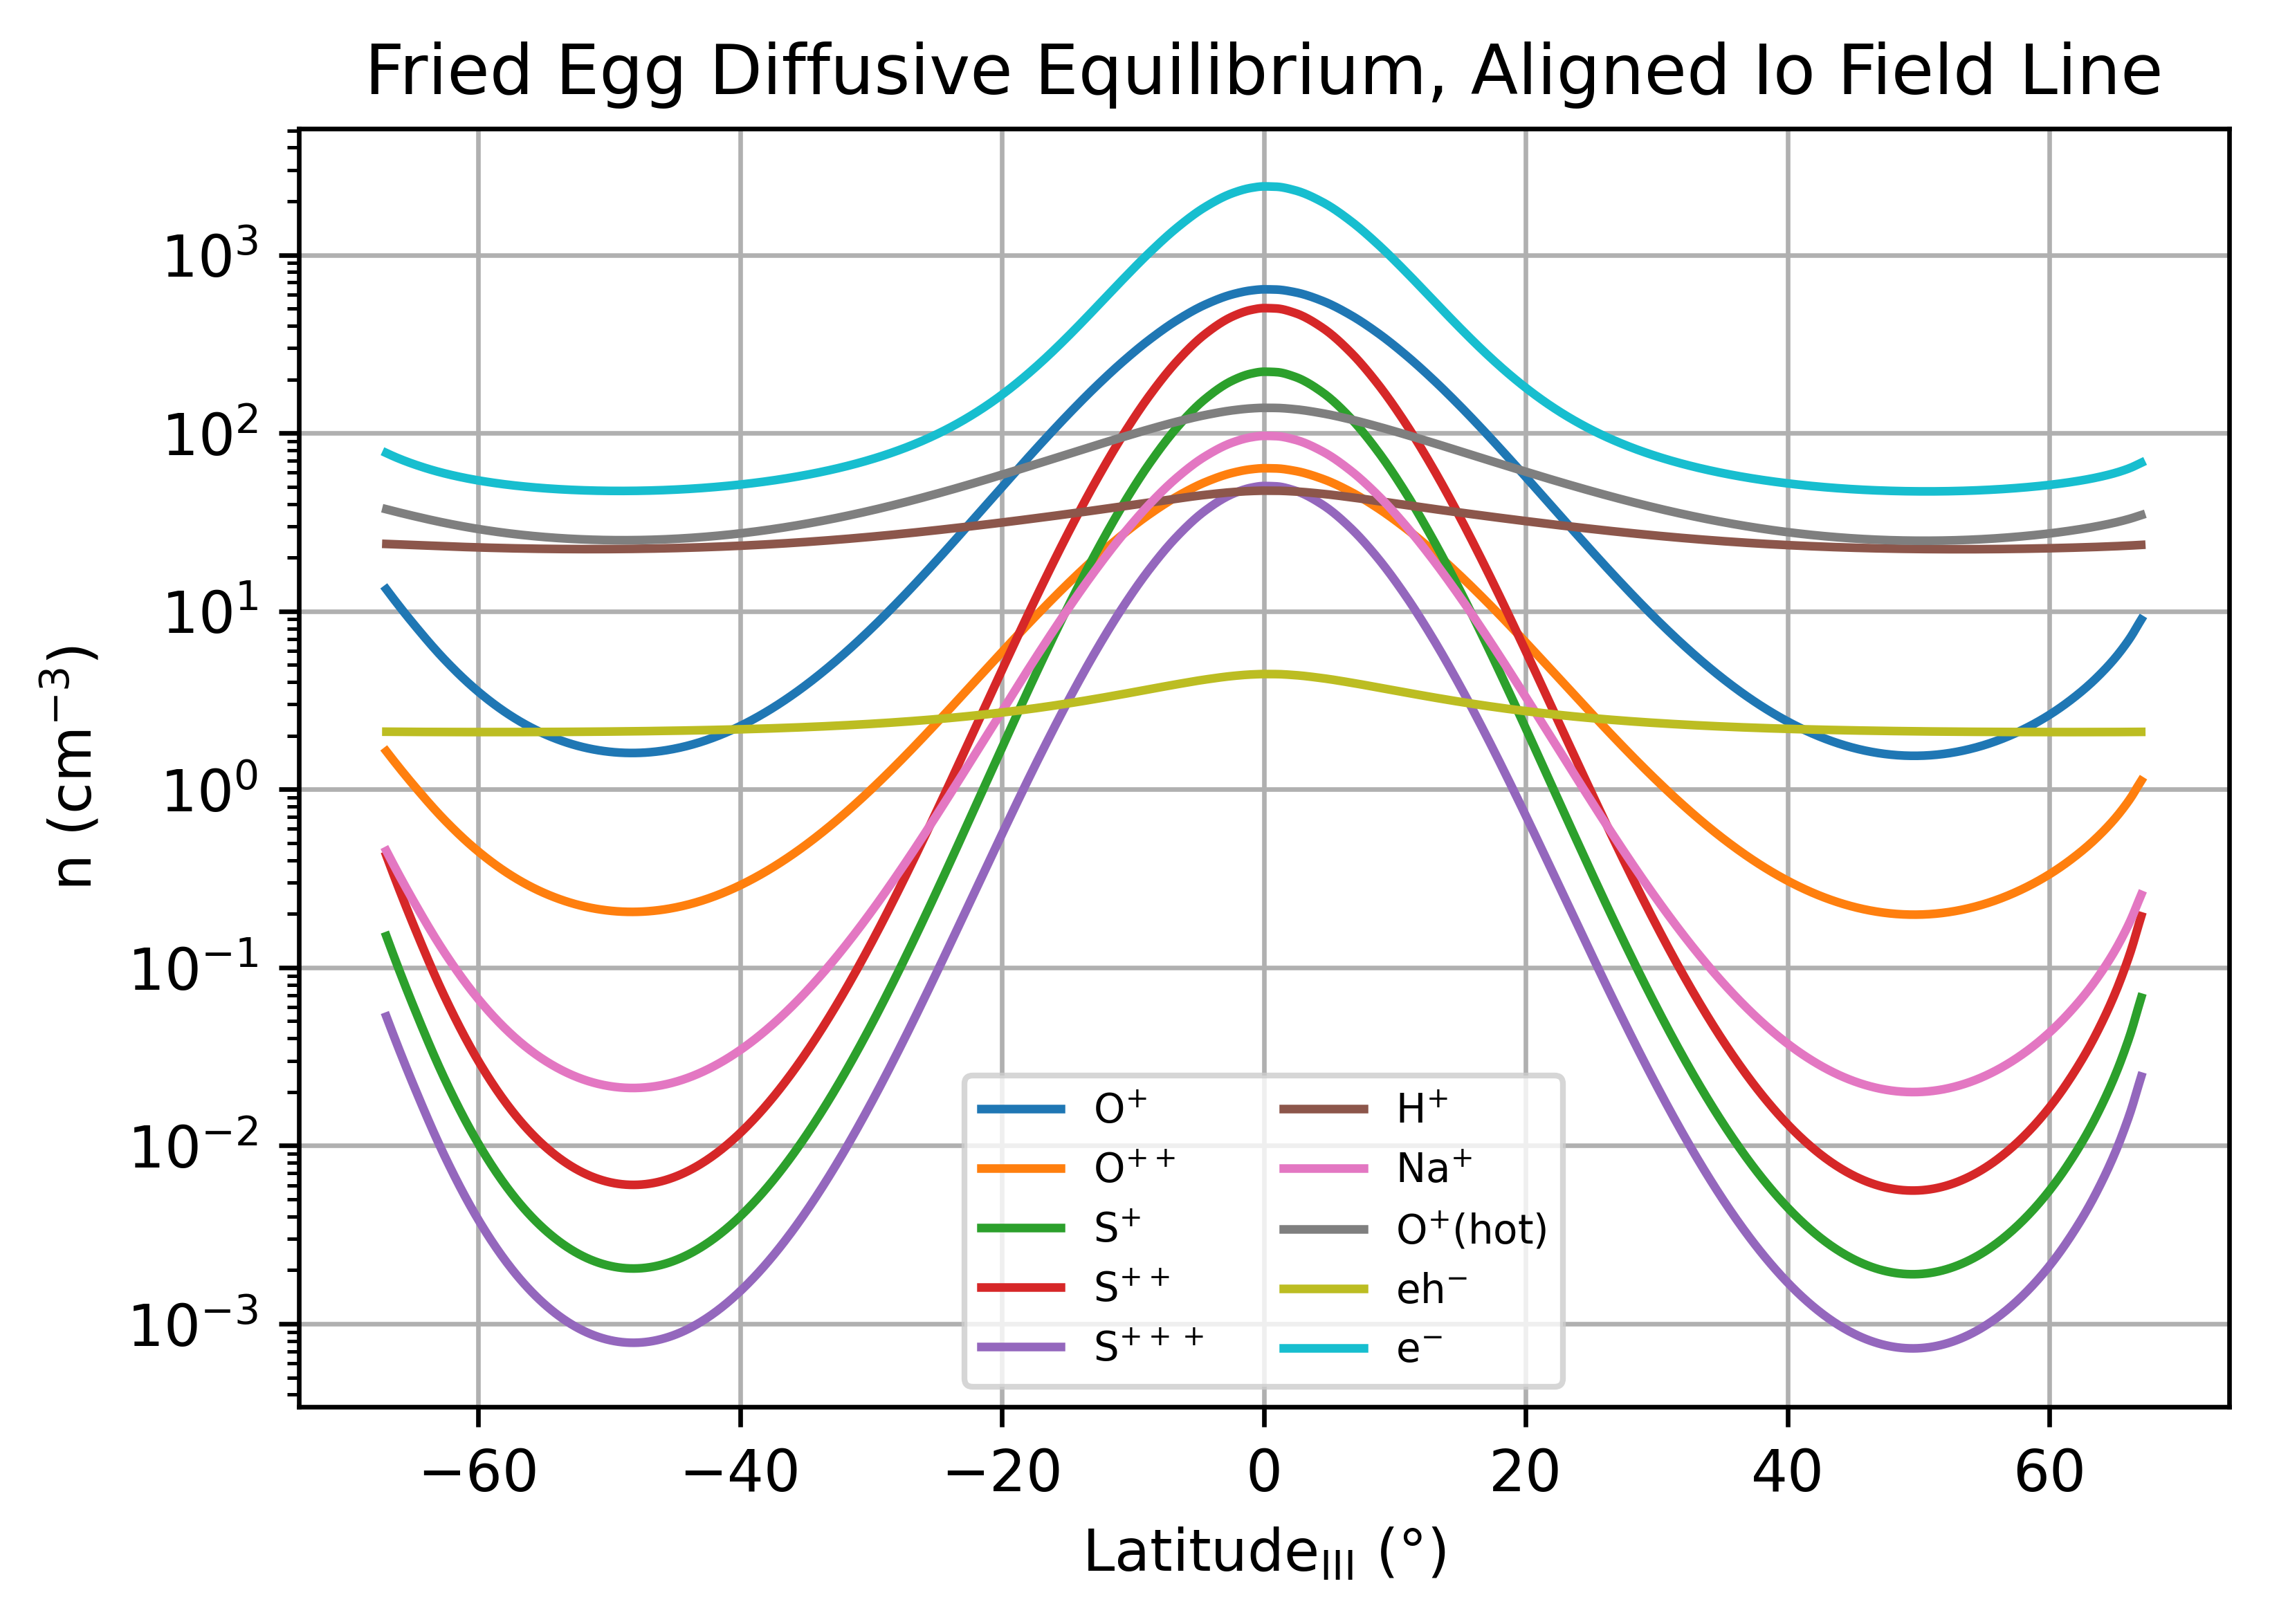 Fried Egg Diffusive Equilibrium, Aligned Io Field Line
n (cm⁻³)
10³
10²
10¹
10⁰
10⁻¹
10⁻²
10⁻³
O⁺
O⁺⁺
S⁺
S⁺⁺
S⁺⁺⁺
H⁺
Na⁺
O⁺(hot)
eh⁻
e⁻
−60 −40 −20 0 20 40 60
Latitude_III (°)